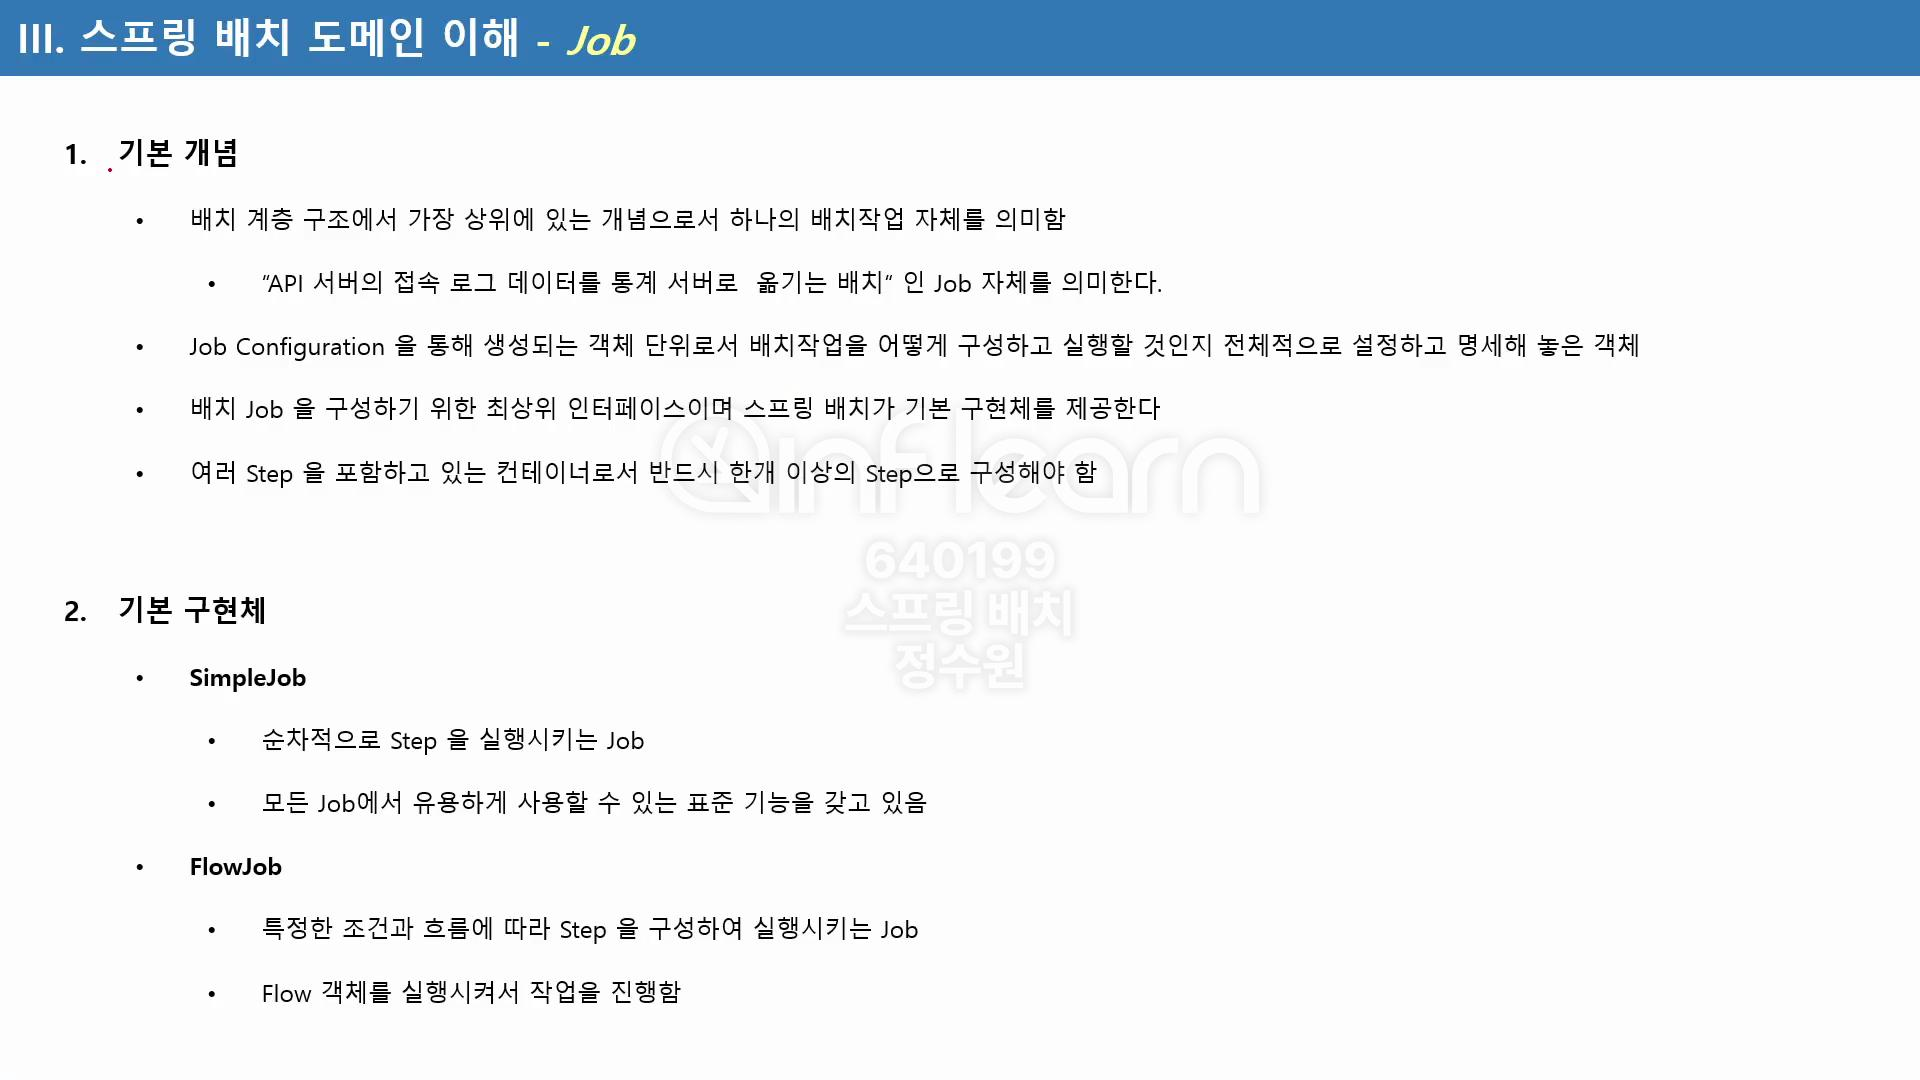 III. 스프링 배치 도메인 이해 - Job
1. 기본 개념
• 배치 계층 구조에서 가장 상위에 있는 개념으로서 하나의 배치작업 자체를 의미함
• “API 서버의 접속 로그 데이터를 통계 서버로  옮기는 배치“ 인 Job 자체를 의미한다.
• Job Configuration 을 통해 생성되는 객체 단위로서 배치작업을 어떻게 구성하고 실행할 것인지 전체적으로 설정하고 명세해 놓은 객체
• 배치 Job 을 구성하기 위한 최상위 인터페이스이며 스프링 배치가 기본 구현체를 제공한다
• 여러 Step 을 포함하고 있는 컨테이너로서 반드시 한개 이상의 Step으로 구성해야 함
inflearn
640199
스프링 배치
정수원
2. 기본 구현체
• SimpleJob
• 순차적으로 Step 을 실행시키는 Job
• 모든 Job에서 유용하게 사용할 수 있는 표준 기능을 갖고 있음
• FlowJob
• 특정한 조건과 흐름에 따라 Step 을 구성하여 실행시키는 Job
• Flow 객체를 실행시켜서 작업을 진행함